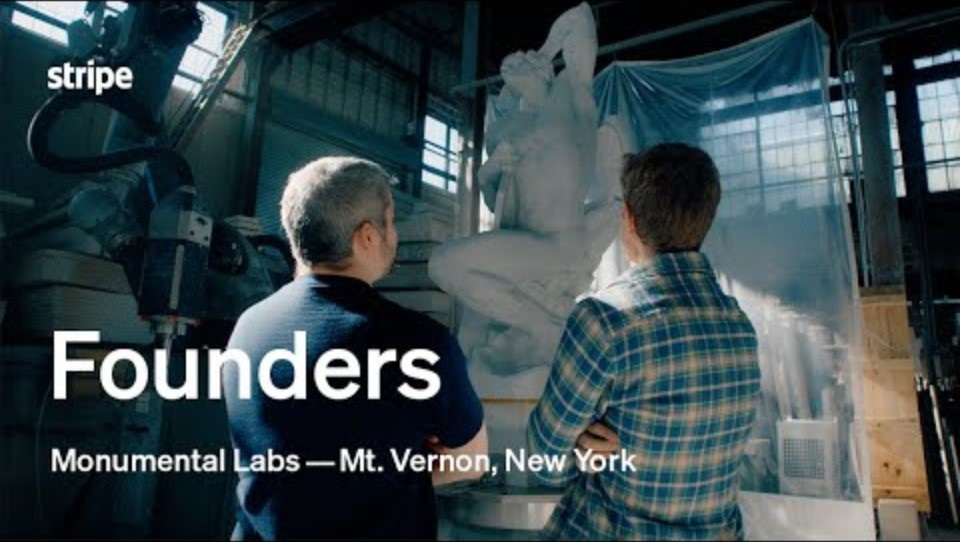 stripe
Founders
Monumental Labs — Mt. Vernon, New York